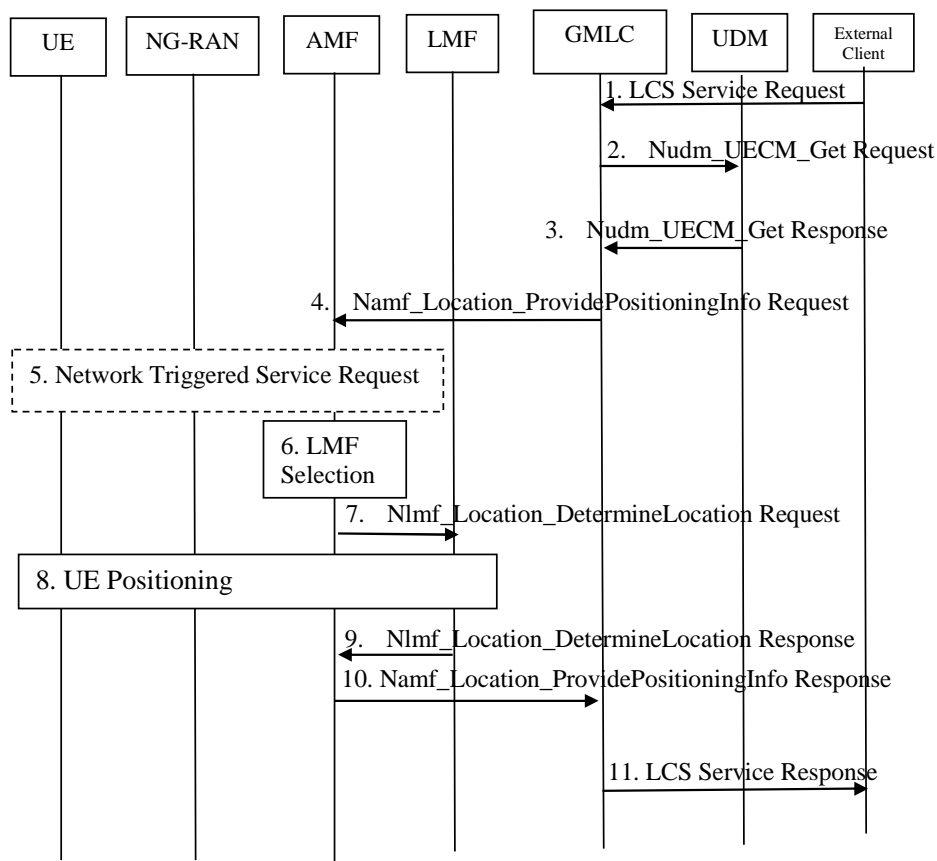 UE
NG-RAN
AMF
LMF
GMLC
UDM
External
Client
1. LCS Service Request
2. Nudm_UECM_Get Request
3. Nudm_UECM_Get Response
4. Namf_Location_ProvidePositioningInfo Request
5. Network Triggered Service Request
6. LMF
Selection
7. Nlmf_Location_DetermineLocation Request
8. UE Positioning
9. Nlmf_Location_DetermineLocation Response
10. Namf_Location_ProvidePositioningInfo Response
11. LCS Service Response